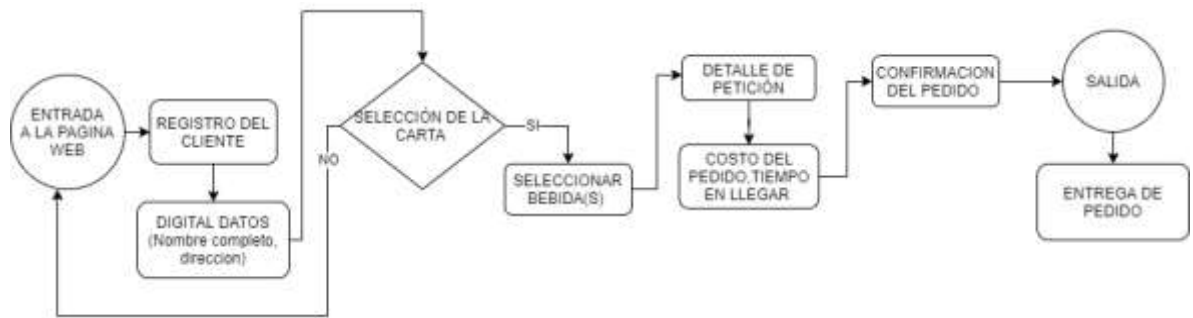 ENTRADA
A LA PAGINA
WEB
REGISTRO DEL
CLIENTE
DIGITAL DATOS
(Nombre completo,
direccion)
SELECCIÓN DE LA
CARTA
NO
SI
SELECCIONAR
BEBIDA(S)
DETALLE DE
PETICIÓN
COSTO DEL
PEDIDO,TIEMPO
EN LLEGAR
CONFIRMACION
DEL PEDIDO
SALIDA
ENTREGA DE
PEDIDO